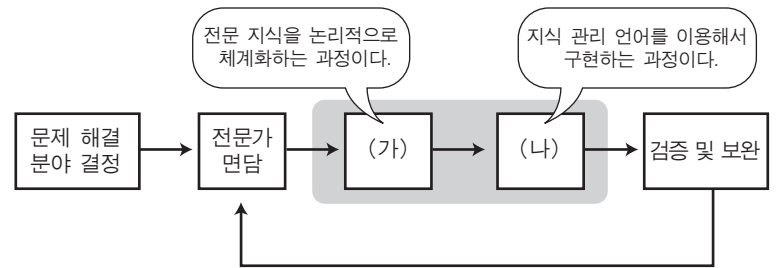 전문 지식을 논리적으로
체계화하는 과정이다.
지식 관리 언어를 이용해서
구현하는 과정이다.
문제 해결
분야 결정
전문가
면담
(가)
(나)
검증 및 보완